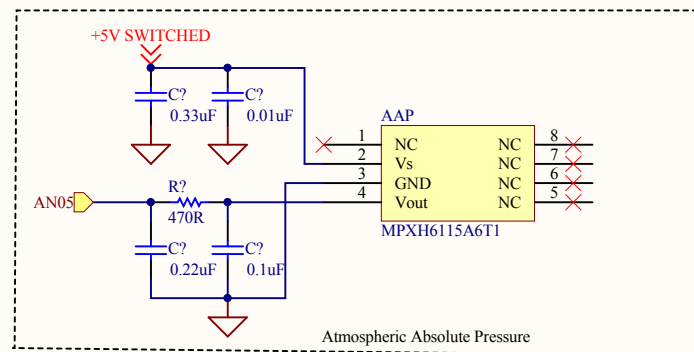 +5V SWITCHED
C?
0.33uF
C?
0.01uF
AAP
1
NC
NC
8
2
Vs
NC
7
3
GND
NC
6
4
Vout
NC
5
MPXH6115A6T1
AN05
R?
470R
C?
0.22uF
C?
0.1uF
Atmospheric Absolute Pressure